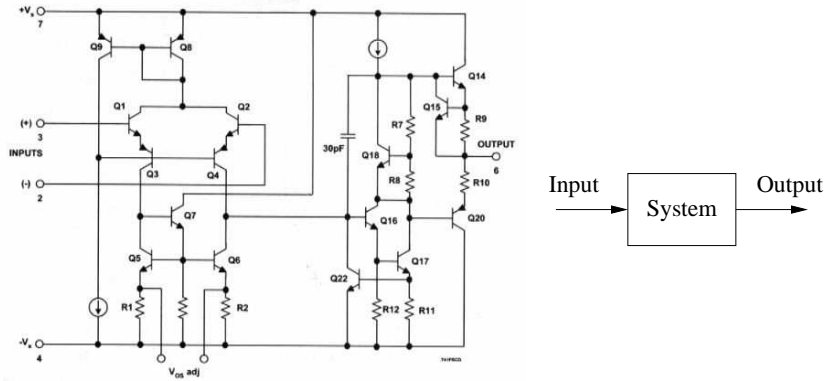 +Vs
7
Q9
Q8
Q14
Q15
R9
Q1
Q2
R7
(+)
3
30pF
OUTPUT
6
INPUTS
Q18
Q3
Q4
R8
R10
(-)
2
Q7
Q16
Q20
Q5
Q6
Q17
Q22
R1
R2
R12
R11
-Vs
4
VOS adj
Input
System
Output